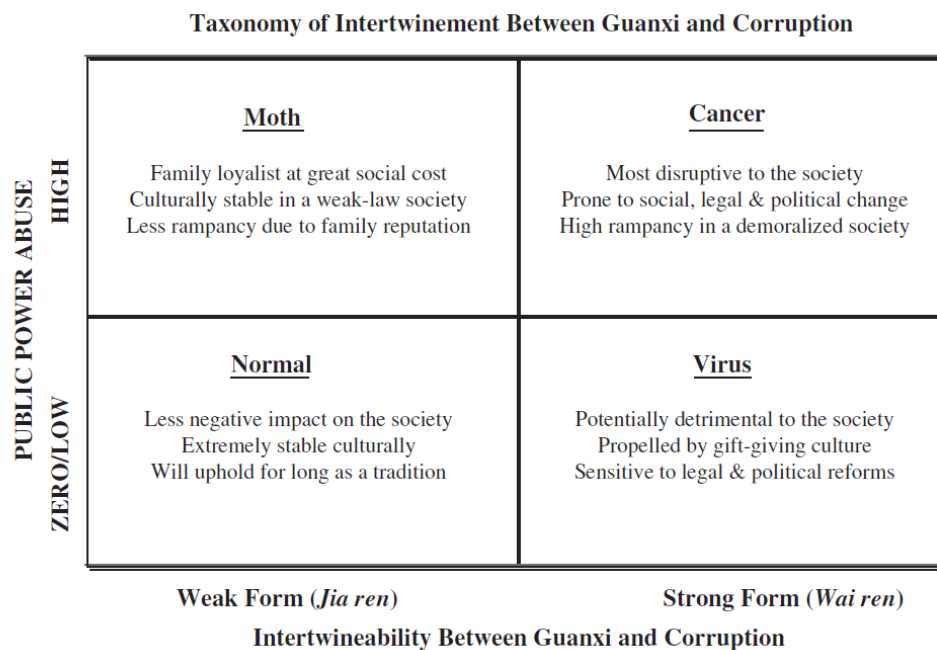 Taxonomy of Intertwinement Between Guanxi and Corruption
PUBLIC POWER ABUSE
HIGH
ZERO/LOW
Moth
Family loyalist at great social cost
Culturally stable in a weak-law society
Less rampancy due to family reputation
Cancer
Most disruptive to the society
Prone to social, legal & political change
High rampancy in a demoralized society
Normal
Less negative impact on the society
Extremely stable culturally
Will uphold for long as a tradition
Virus
Potentially detrimental to the society
Propelled by gift-giving culture
Sensitive to legal & political reforms
Weak Form (Jia ren)
Strong Form (Wai ren)
Intertwineability Between Guanxi and Corruption